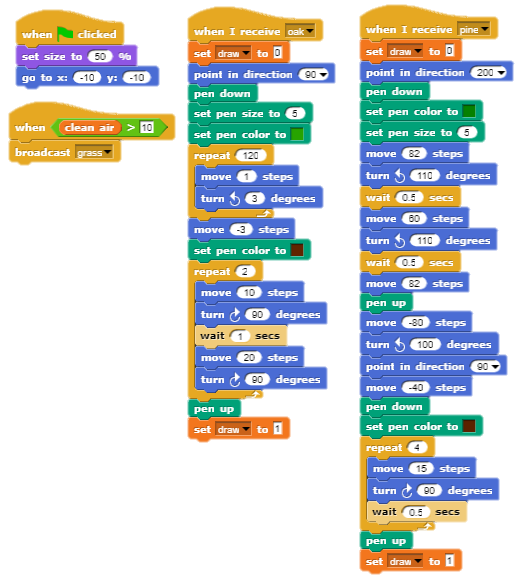 when clicked
set size to 50 %
go to x: -10 y: -10
when clean air > 10
broadcast grass
when I receive oak
set draw to 0
point in direction 90
pen down
set pen size to 5
set pen color to
repeat 120
move 1 steps
turn 3 degrees
move -3 steps
set pen color to
repeat 2
move 10 steps
turn 90 degrees
wait 1 secs
move 20 steps
turn 90 degrees
pen up
set draw to 1
when I receive pine
set draw to 0
point in direction 200
pen down
set pen color to
set pen size to 5
move 82 steps
turn 110 degrees
wait 0.5 secs
move 60 steps
turn 110 degrees
wait 0.5 secs
move 82 steps
pen up
move -80 steps
turn 100 degrees
point in direction 90
move -40 steps
pen down
set pen color to
repeat 4
move 15 steps
turn 90 degrees
wait 0.5 secs
pen up
set draw to 1